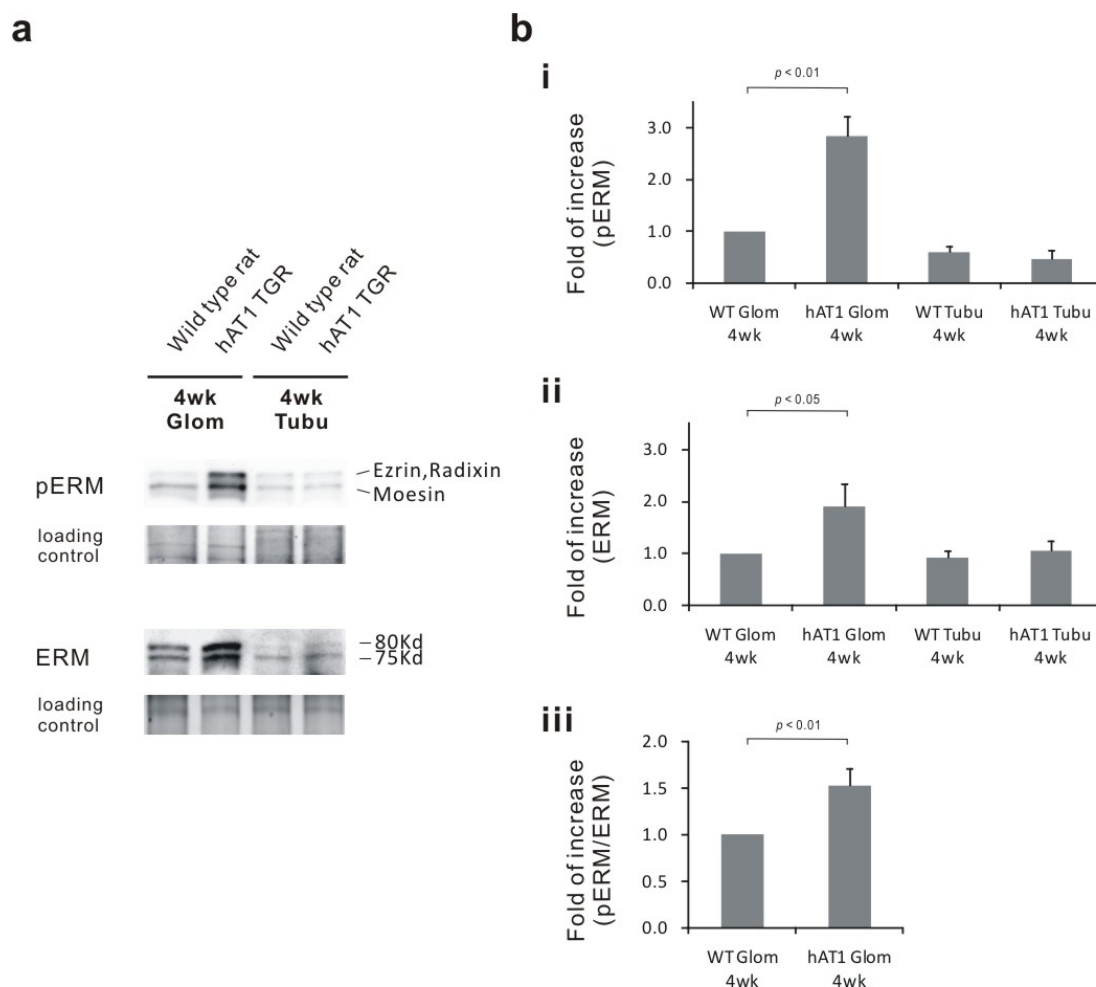 a
Wild type rat
hAT1 TGR
Wild type rat
hAT1 TGR
4wk
Glom
4wk
Tubu
pERM
Ezrin,Radixin
Moesin
loading
control
ERM
80Kd
75Kd
loading
control
b
i
p < 0.01
Fold of increase
(pERM)
3.0
2.0
1.0
0.0
WT Glom
4wk
hAT1 Glom
4wk
WT Tubu
4wk
hAT1 Tubu
4wk
ii
p < 0.05
Fold of increase
(ERM)
3.0
2.0
1.0
0.0
WT Glom
4wk
hAT1 Glom
4wk
WT Tubu
4wk
hAT1 Tubu
4wk
iii
p < 0.01
Fold of increase
(pERM/ERM)
2.0
1.5
1.0
0.5
0.0
WT Glom
4wk
hAT1 Glom
4wk